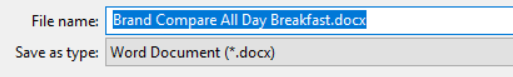 File name: Brand Compare All Day Breakfast.docx
Save as type: Word Document (*.docx)